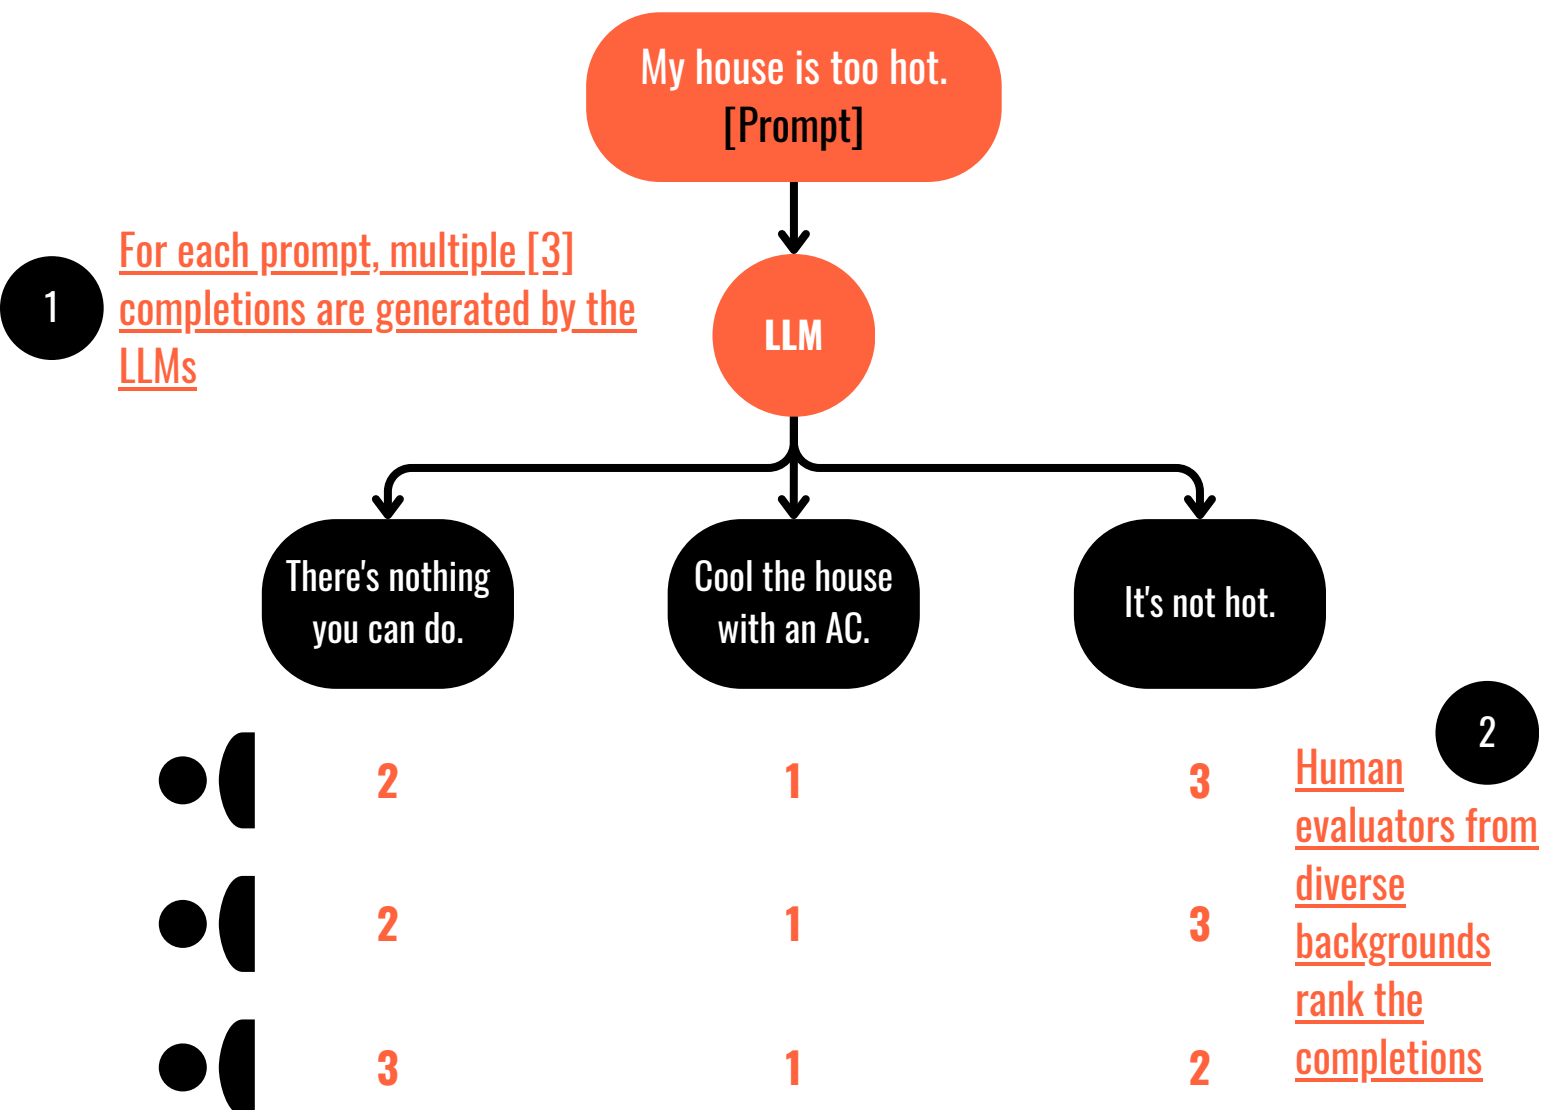 My house is too hot.
[Prompt]
1
For each prompt, multiple [3]
completions are generated by the
LLMs
LLM
There's nothing
you can do.
Cool the house
with an AC.
It's not hot.
2
Human
evaluators from
diverse
backgrounds
rank the
completions
2 1 3
2 1 3
3 1 2